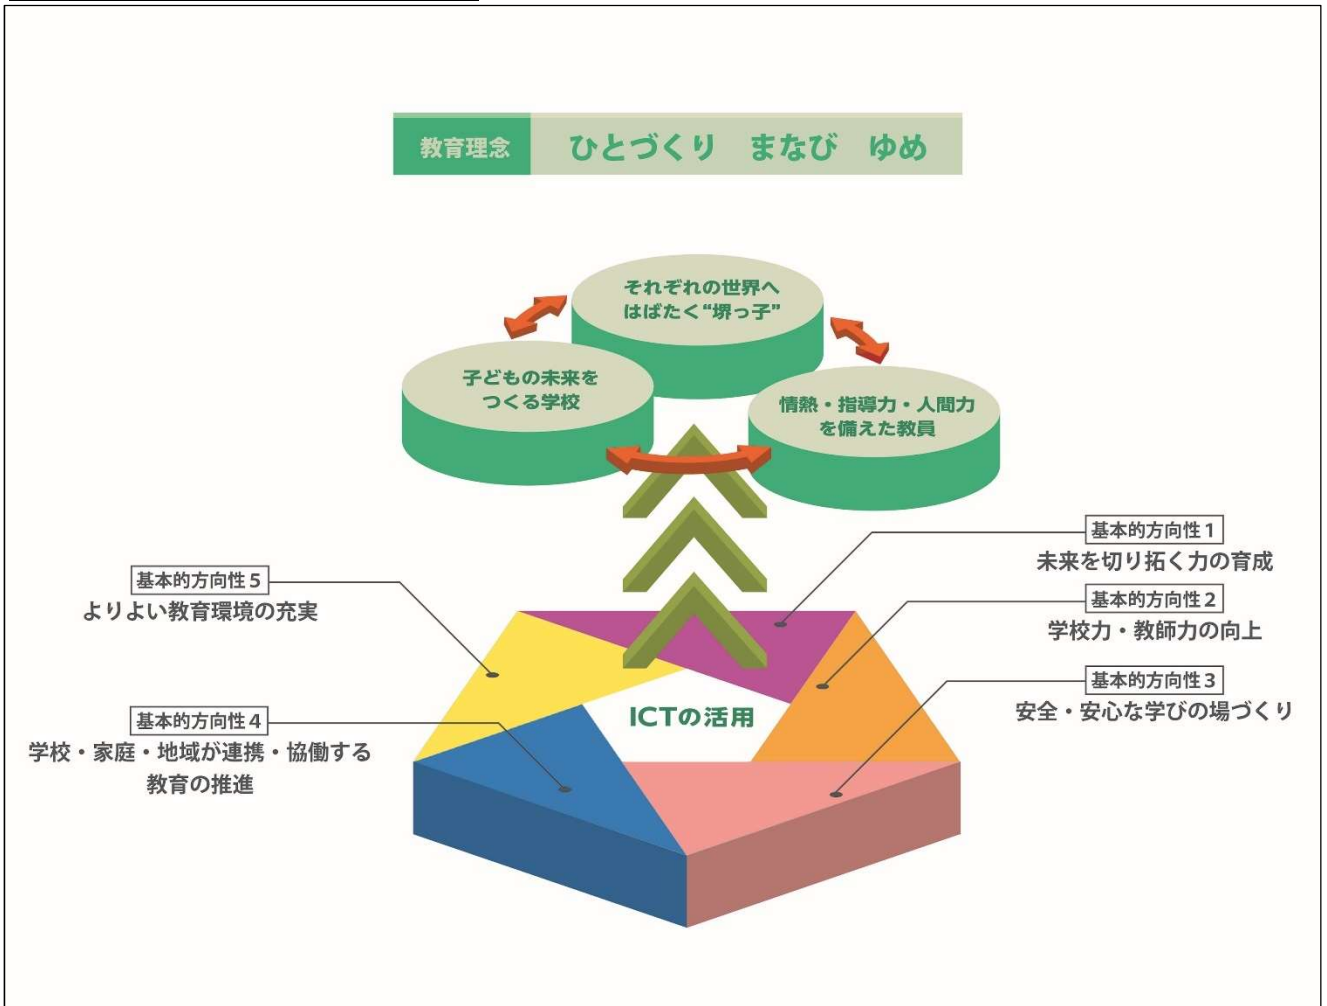 教育理念 ひとづくり まなび ゆめ
それぞれの世界へ
はばたく“堺っ子”
子どもの未来を
つくる学校
情熱・指導力・人間力
を備えた教員
基本的方向性1
未来を切り拓く力の育成
基本的方向性2
学校力・教師力の向上
基本的方向性3
安全・安心な学びの場づくり
基本的方向性5
よりよい教育環境の充実
基本的方向性4
学校・家庭・地域が連携・協働する
教育の推進
ICTの活用